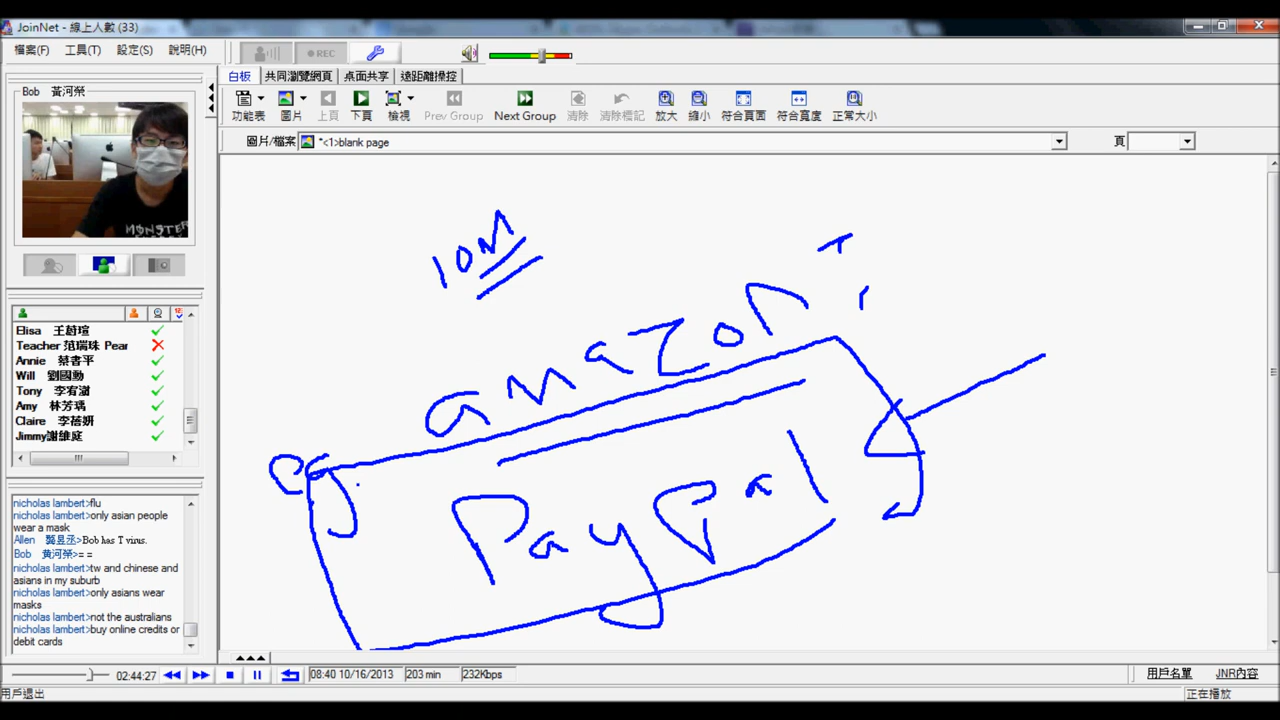 JoinNet - 線上人數 (33)
檔案(F) 工具(T) 設定(S) 說明(H)
REC
白板 共同瀏覽網頁 桌面共享 遠距離操控
功能表 圖片 上頁 下頁 檢視 Prev Group Next Group 清除 清除標記 放大 縮小 符合頁面 符合寬度 正常大小
圖片/檔案 *<1>blank page 頁
Bob 黃河榮
MONSTER
Elisa 王莳瑄
Teacher 范瑞珠 Pear
Annie 蔡書平
Will 劉國勳
Tony 李宥澍
Amy 林芳瑀
Claire 李蓓妍
Jimmy謝維庭
nicholas lambert>flu
nicholas lambert>only asian people
wear a mask
Allen 龔昱丞>Bob has T virus.
Bob 黃河榮>= =
nicholas lambert>tw and chinese and
asians in my suburb
nicholas lambert>only asians wear
masks
nicholas lambert>not the australians
nicholas lambert>buy online credits or
debit cards
10M
amazon
eg
PayPal
02:44:27 08:40 10/16/2013 203 min 232Kbps 用戶名單 JNR內容
用戶退出 正在播放